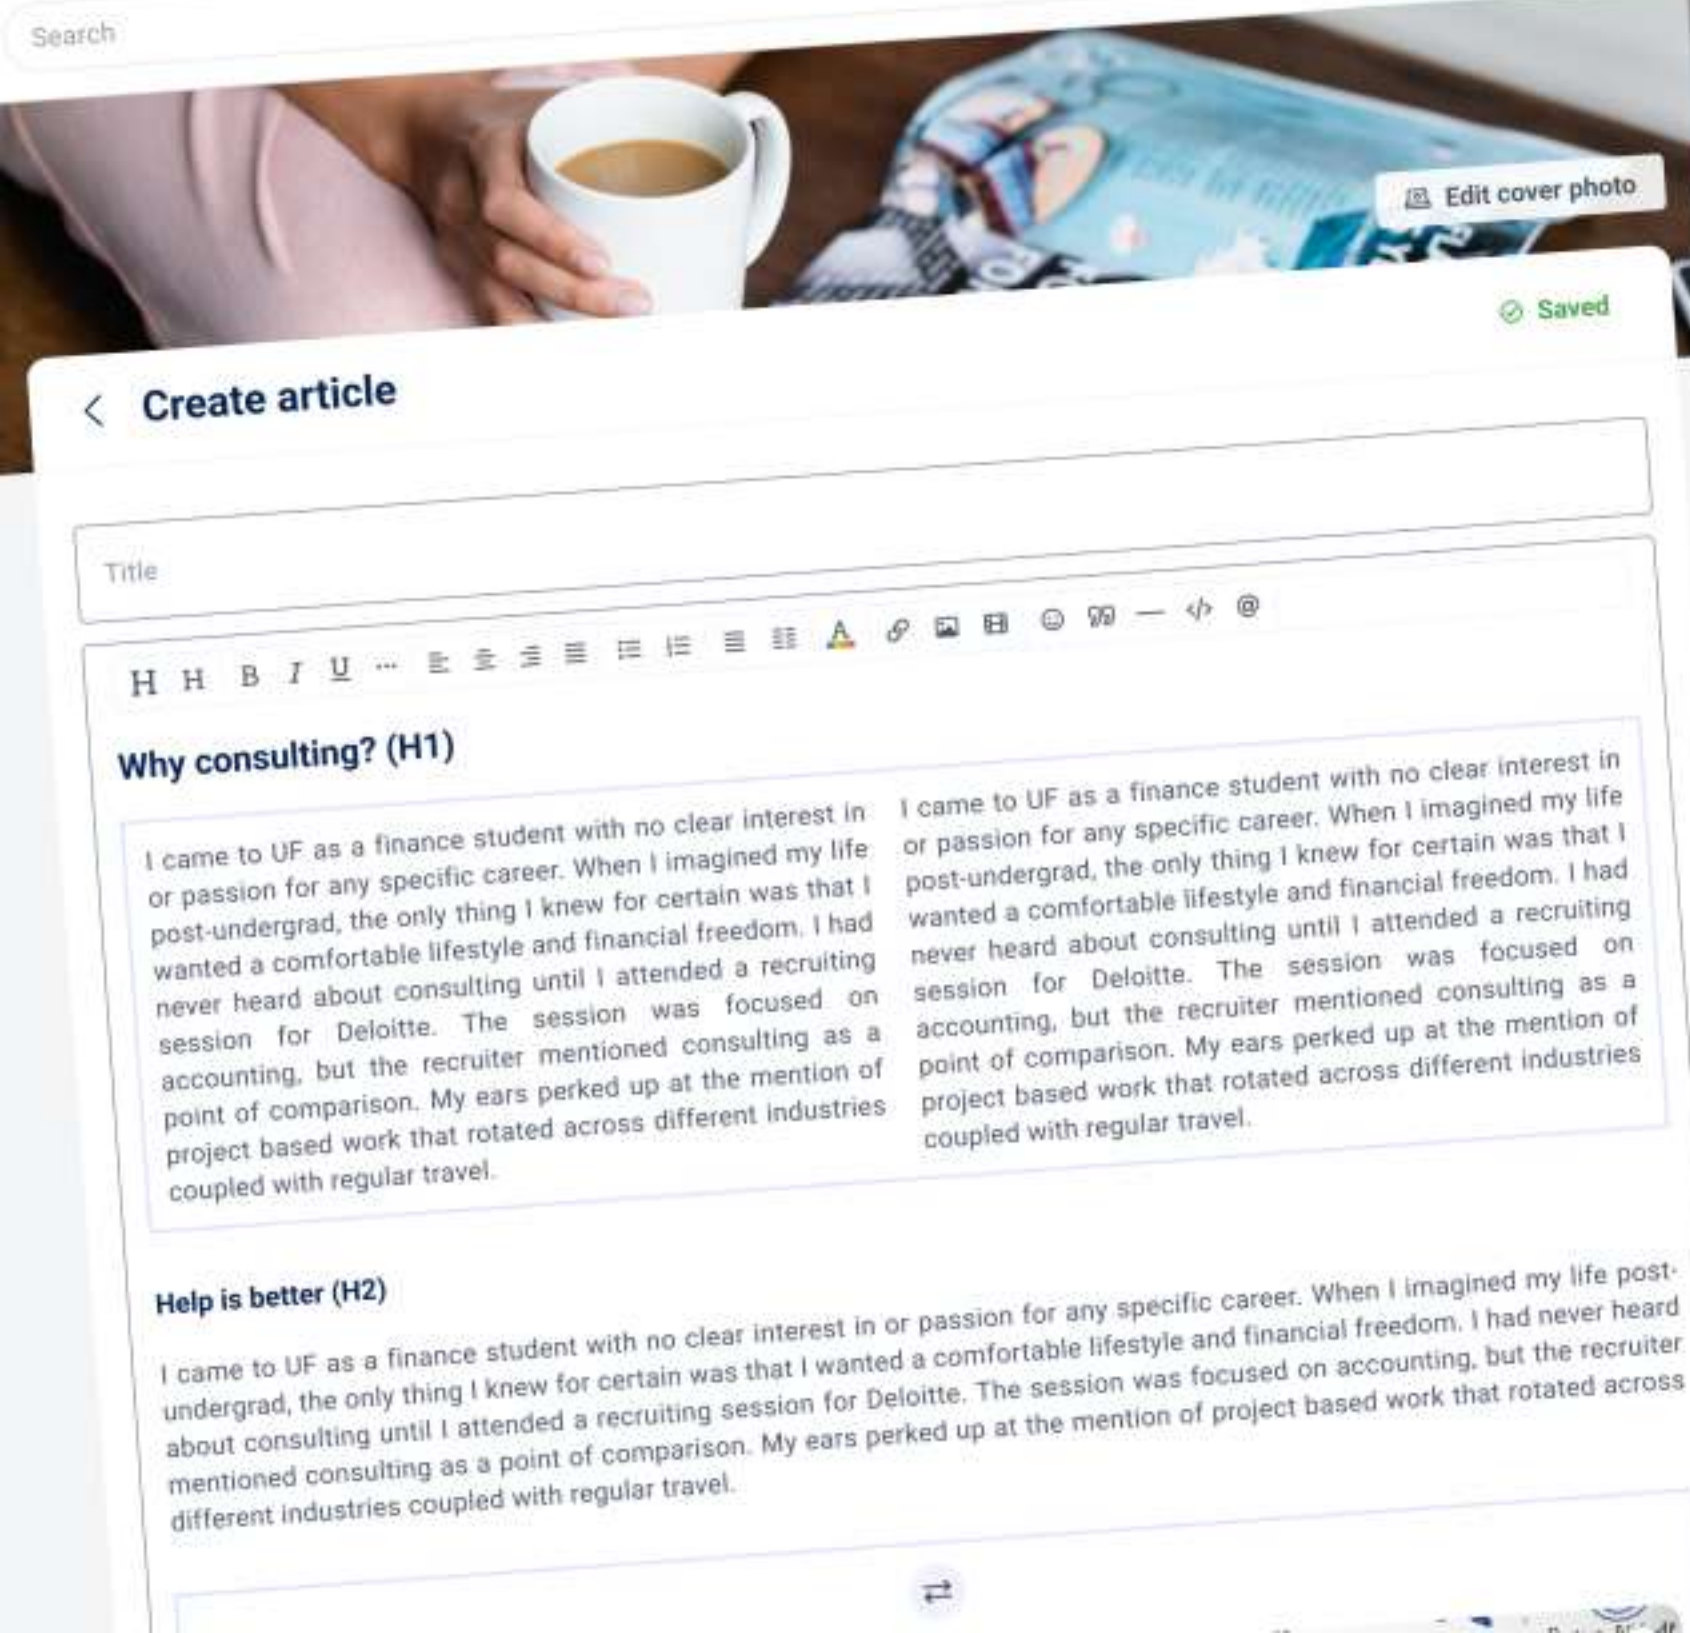 Search
Edit cover photo
Saved
Create article
Title
H H B I U ... A </> @
Why consulting? (H1)
I came to UF as a finance student with no clear interest in
or passion for any specific career. When I imagined my life
post-undergrad, the only thing I knew for certain was that I
wanted a comfortable lifestyle and financial freedom. I had
never heard about consulting until I attended a recruiting
session for Deloitte. The session was focused on
accounting, but the recruiter mentioned consulting as a
point of comparison. My ears perked up at the mention of
project based work that rotated across different industries
coupled with regular travel.
I came to UF as a finance student with no clear interest in
or passion for any specific career. When I imagined my life
post-undergrad, the only thing I knew for certain was that I
wanted a comfortable lifestyle and financial freedom. I had
never heard about consulting until I attended a recruiting
session for Deloitte. The session was focused on
accounting, but the recruiter mentioned consulting as a
point of comparison. My ears perked up at the mention of
project based work that rotated across different industries
coupled with regular travel.
Help is better (H2)
I came to UF as a finance student with no clear interest in or passion for any specific career. When I imagined my life post-
undergrad, the only thing I knew for certain was that I wanted a comfortable lifestyle and financial freedom. I had never heard
about consulting until I attended a recruiting session for Deloitte. The session was focused on accounting, but the recruiter
mentioned consulting as a point of comparison. My ears perked up at the mention of project based work that rotated across
different industries coupled with regular travel.